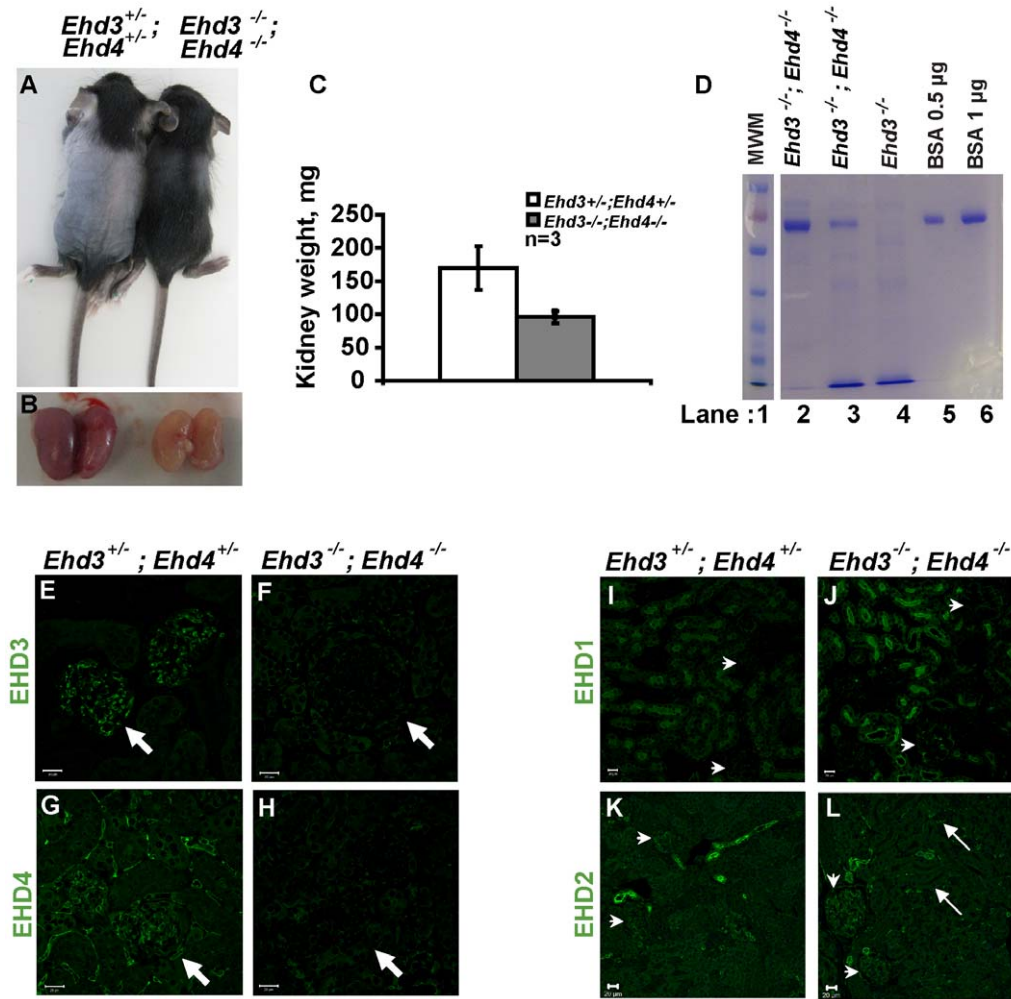 Ehd3+/-; Ehd3 -/-;
Ehd4+/- Ehd4 -/-
A
B
C
Kidney weight, mg
250
200
150
100
50
0
Ehd3+/-;Ehd4+/-
Ehd3-/-;Ehd4-/-
n=3
D
MWM
Ehd3-/-; Ehd4-/-
Ehd3-/-; Ehd4-/-
Ehd3-/-
BSA 0.5 µg
BSA 1 µg
Lane :1 2 3 4 5 6
Ehd3+/-; Ehd4+/- Ehd3-/-; Ehd4-/-
EHD3
E
F
EHD4
G
H
Ehd3+/-; Ehd4+/- Ehd3-/-; Ehd4-/-
EHD1
I
J
EHD2
K
20 µm
L
20 µm